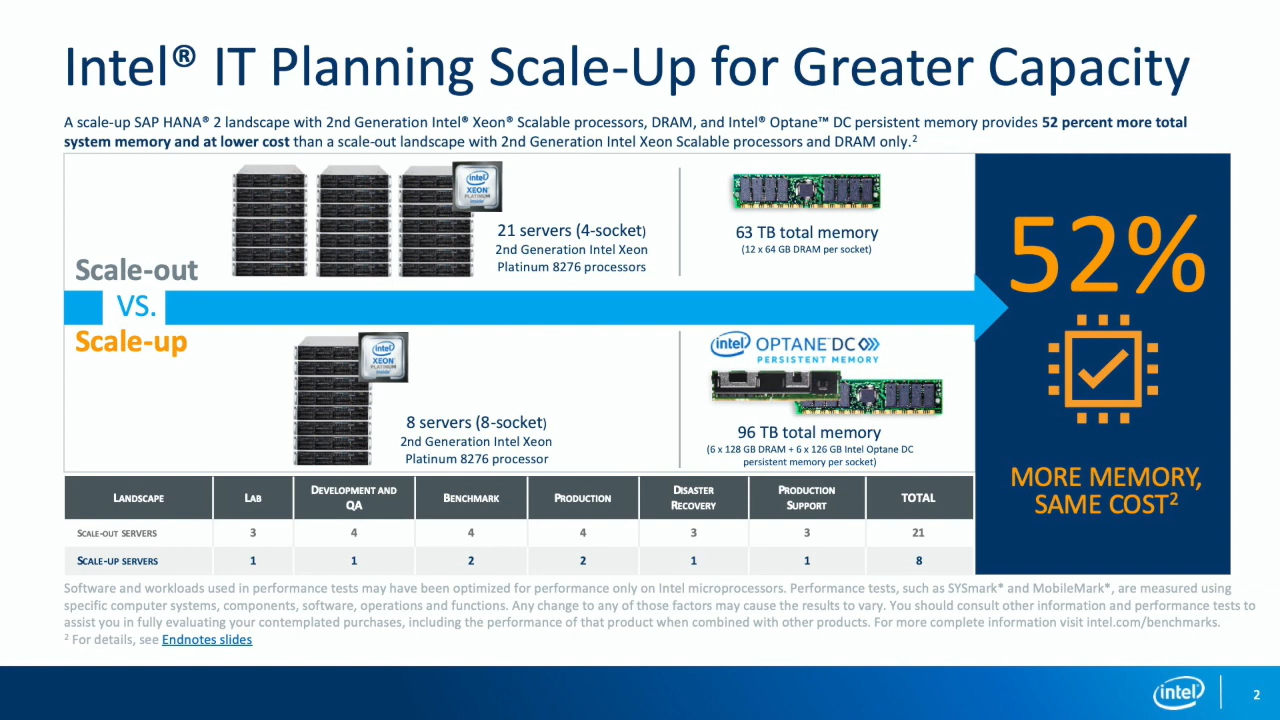 Intel® IT Planning Scale-Up for Greater Capacity
A scale-up SAP HANA® 2 landscape with 2nd Generation Intel® Xeon® Scalable processors, DRAM, and Intel® Optane™ DC persistent memory provides 52 percent more total
system memory and at lower cost than a scale-out landscape with 2nd Generation Intel Xeon Scalable processors and DRAM only.²
Scale-out
VS.
Scale-up
intel
XEON
PLATINUM
inside
21 servers (4-socket)
2nd Generation Intel Xeon
Platinum 8276 processors
63 TB total memory
(12 x 64 GB DRAM per socket)
intel
XEON
PLATINUM
inside
8 servers (8-socket)
2nd Generation Intel Xeon
Platinum 8276 processor
intel OPTANE DC
PERSISTENT MEMORY
96 TB total memory
(6 x 128 GB DRAM + 6 x 126 GB Intel Optane DC
persistent memory per socket)
52%
MORE MEMORY,
SAME COST²
LANDSCAPE LAB DEVELOPMENT AND QA BENCHMARK PRODUCTION DISASTER RECOVERY PRODUCTION SUPPORT TOTAL
SCALE-OUT SERVERS 3 4 4 4 3 3 21
SCALE-UP SERVERS 1 1 2 2 1 1 8
Software and workloads used in performance tests may have been optimized for performance only on Intel microprocessors. Performance tests, such as SYSmark* and MobileMark*, are measured using
specific computer systems, components, software, operations and functions. Any change to any of those factors may cause the results to vary. You should consult other information and performance tests to
assist you in fully evaluating your contemplated purchases, including the performance of that product when combined with other products. For more complete information visit intel.com/benchmarks.
² For details, see Endnotes slides
intel
2